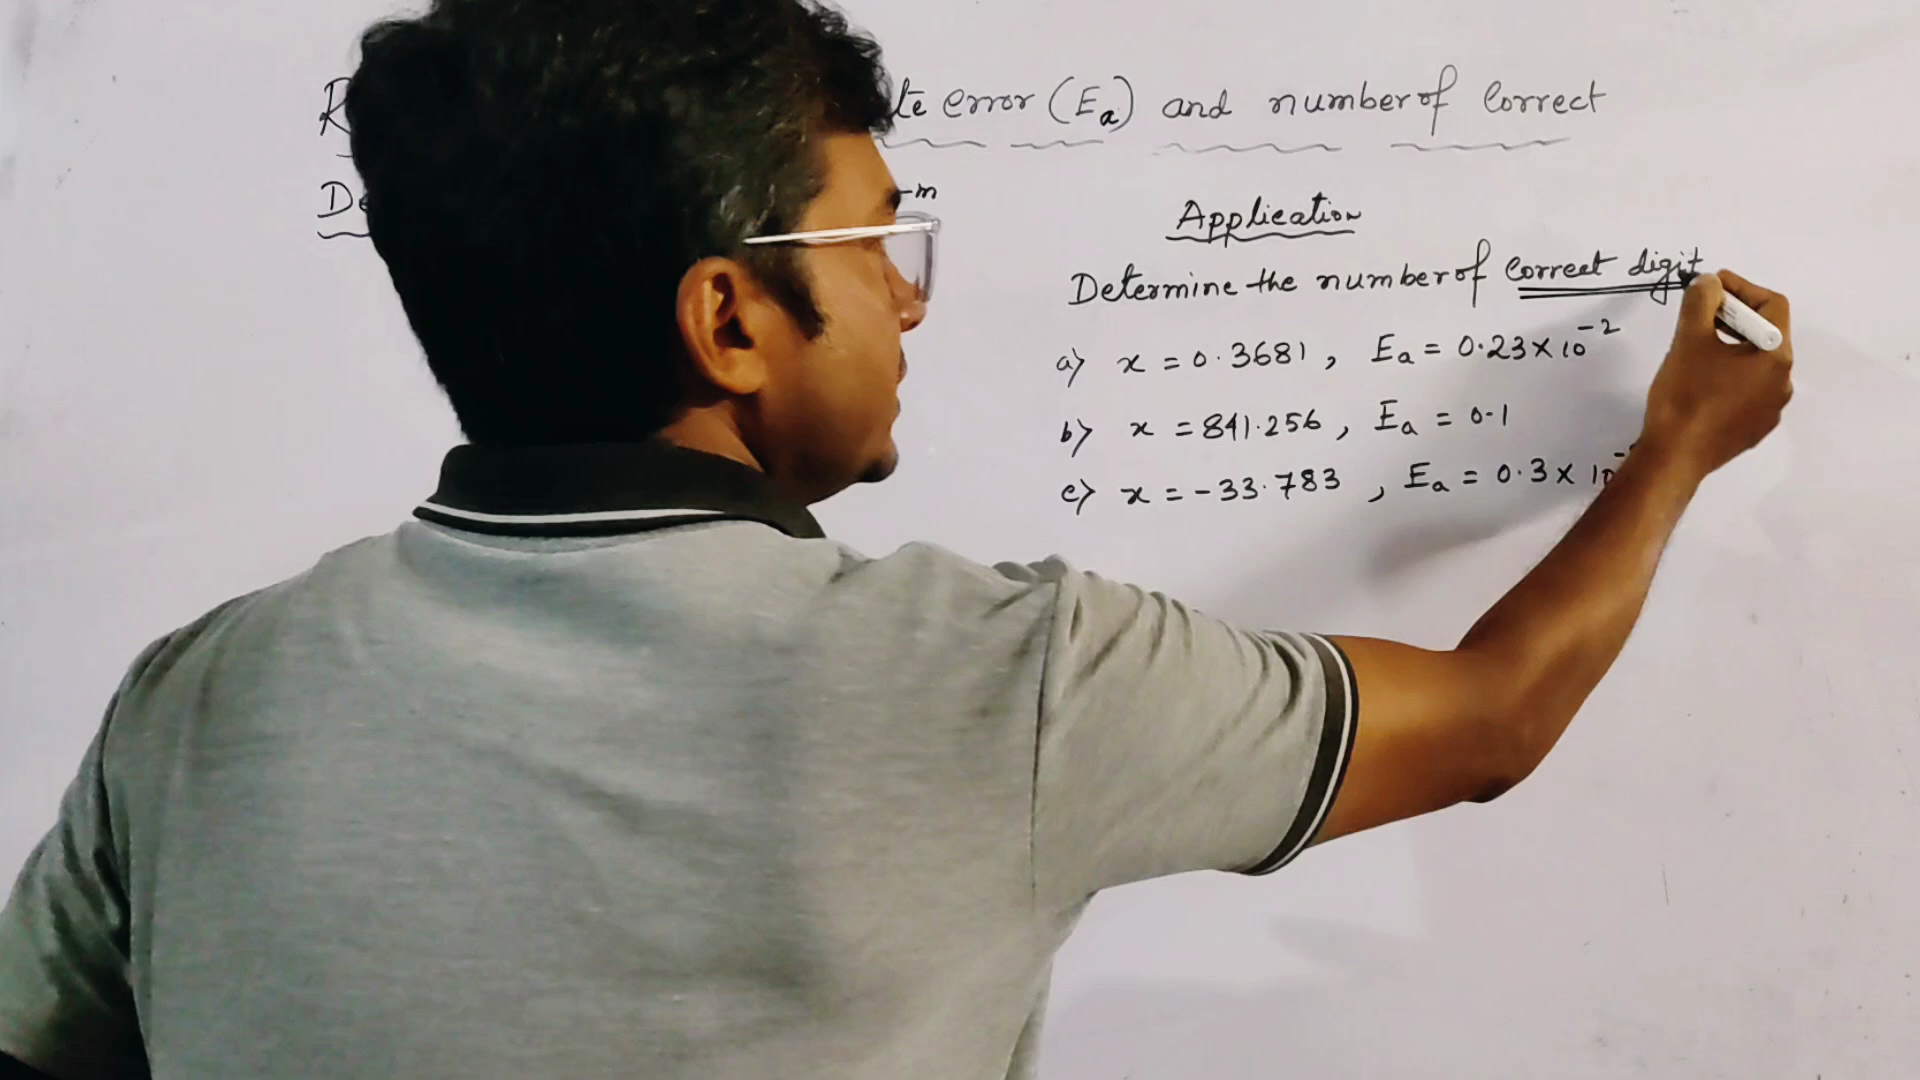 error (Ea) and number of correct
-m
Application
Determine the number of correct digit
a) x = 0.3681, Ea = 0.23×10⁻²
b) x = 841.256, Ea = 0.1
c) x = -33.783, Ea = 0.3×10